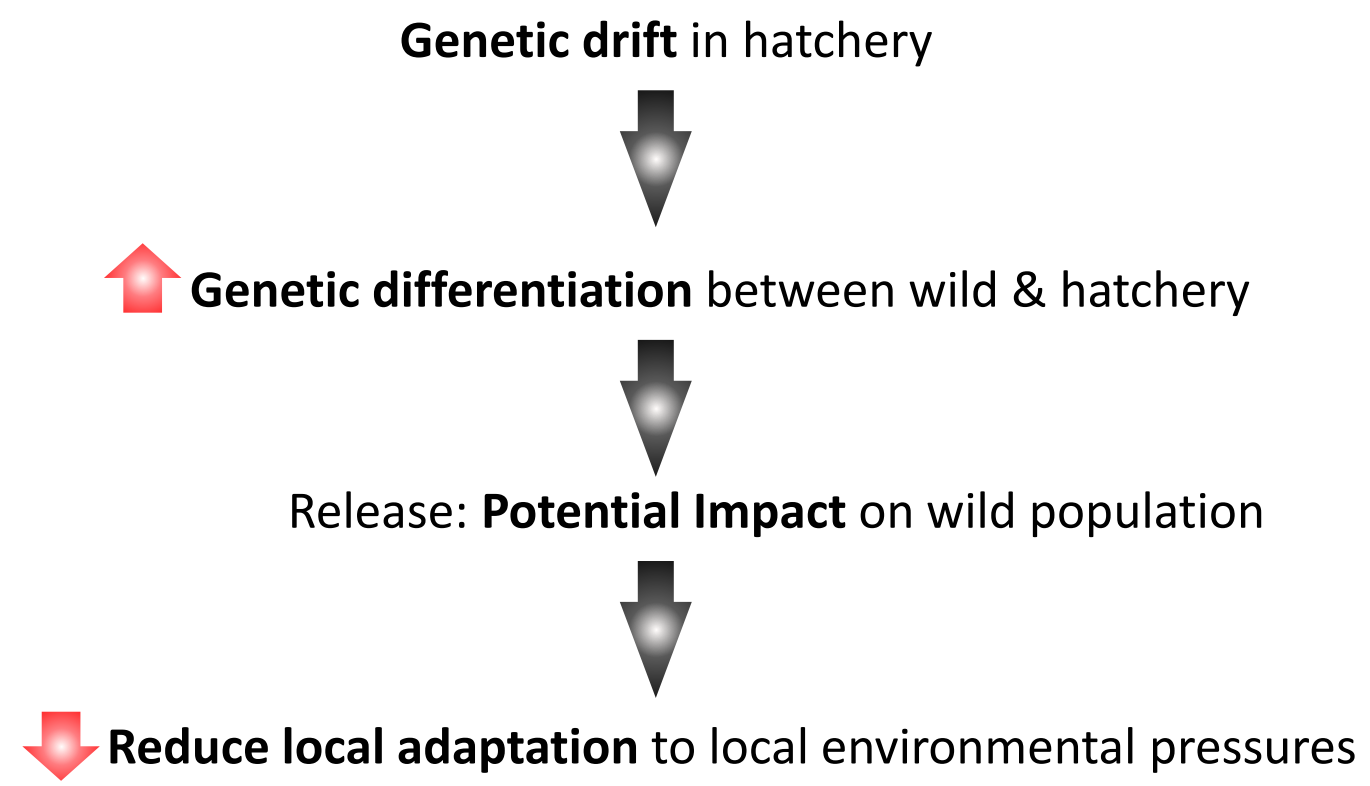 Genetic drift in hatchery
Genetic differentiation between wild & hatchery
Release: Potential Impact on wild population
Reduce local adaptation to local environmental pressures